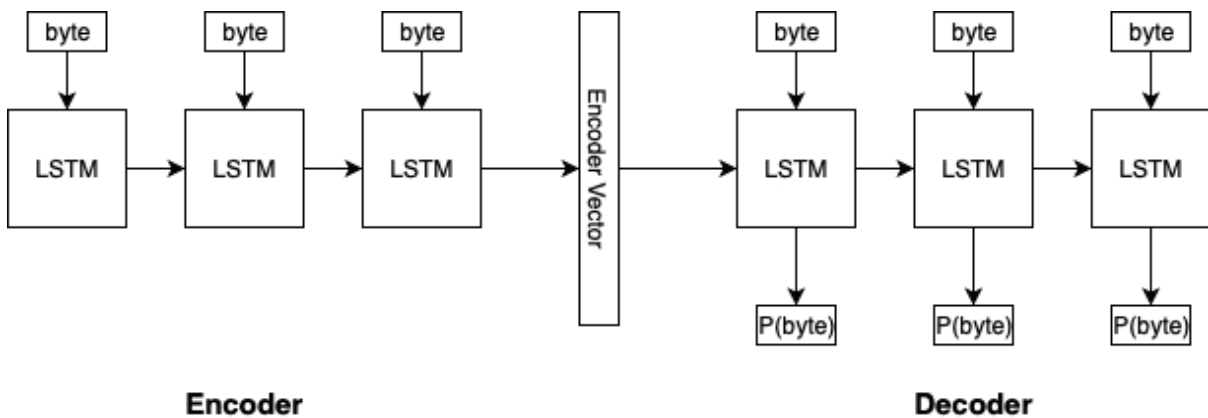 byte byte byte byte byte byte
LSTM LSTM LSTM Encoder Vector LSTM LSTM LSTM
P(byte) P(byte) P(byte)
Encoder Decoder